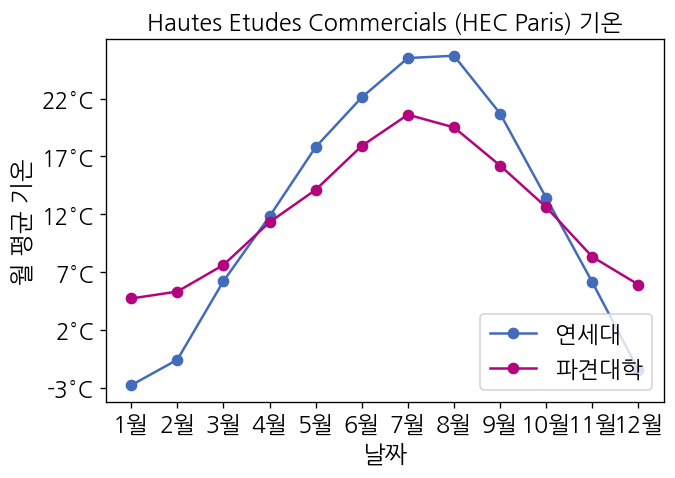 Hautes Etudes Commercials (HEC Paris) 기온
월 평균 기온
22°C
17°C
12°C
7°C
2°C
-3°C
연세대
파견대학
1월 2월 3월 4월 5월 6월 7월 8월 9월 10월 11월 12월
날짜